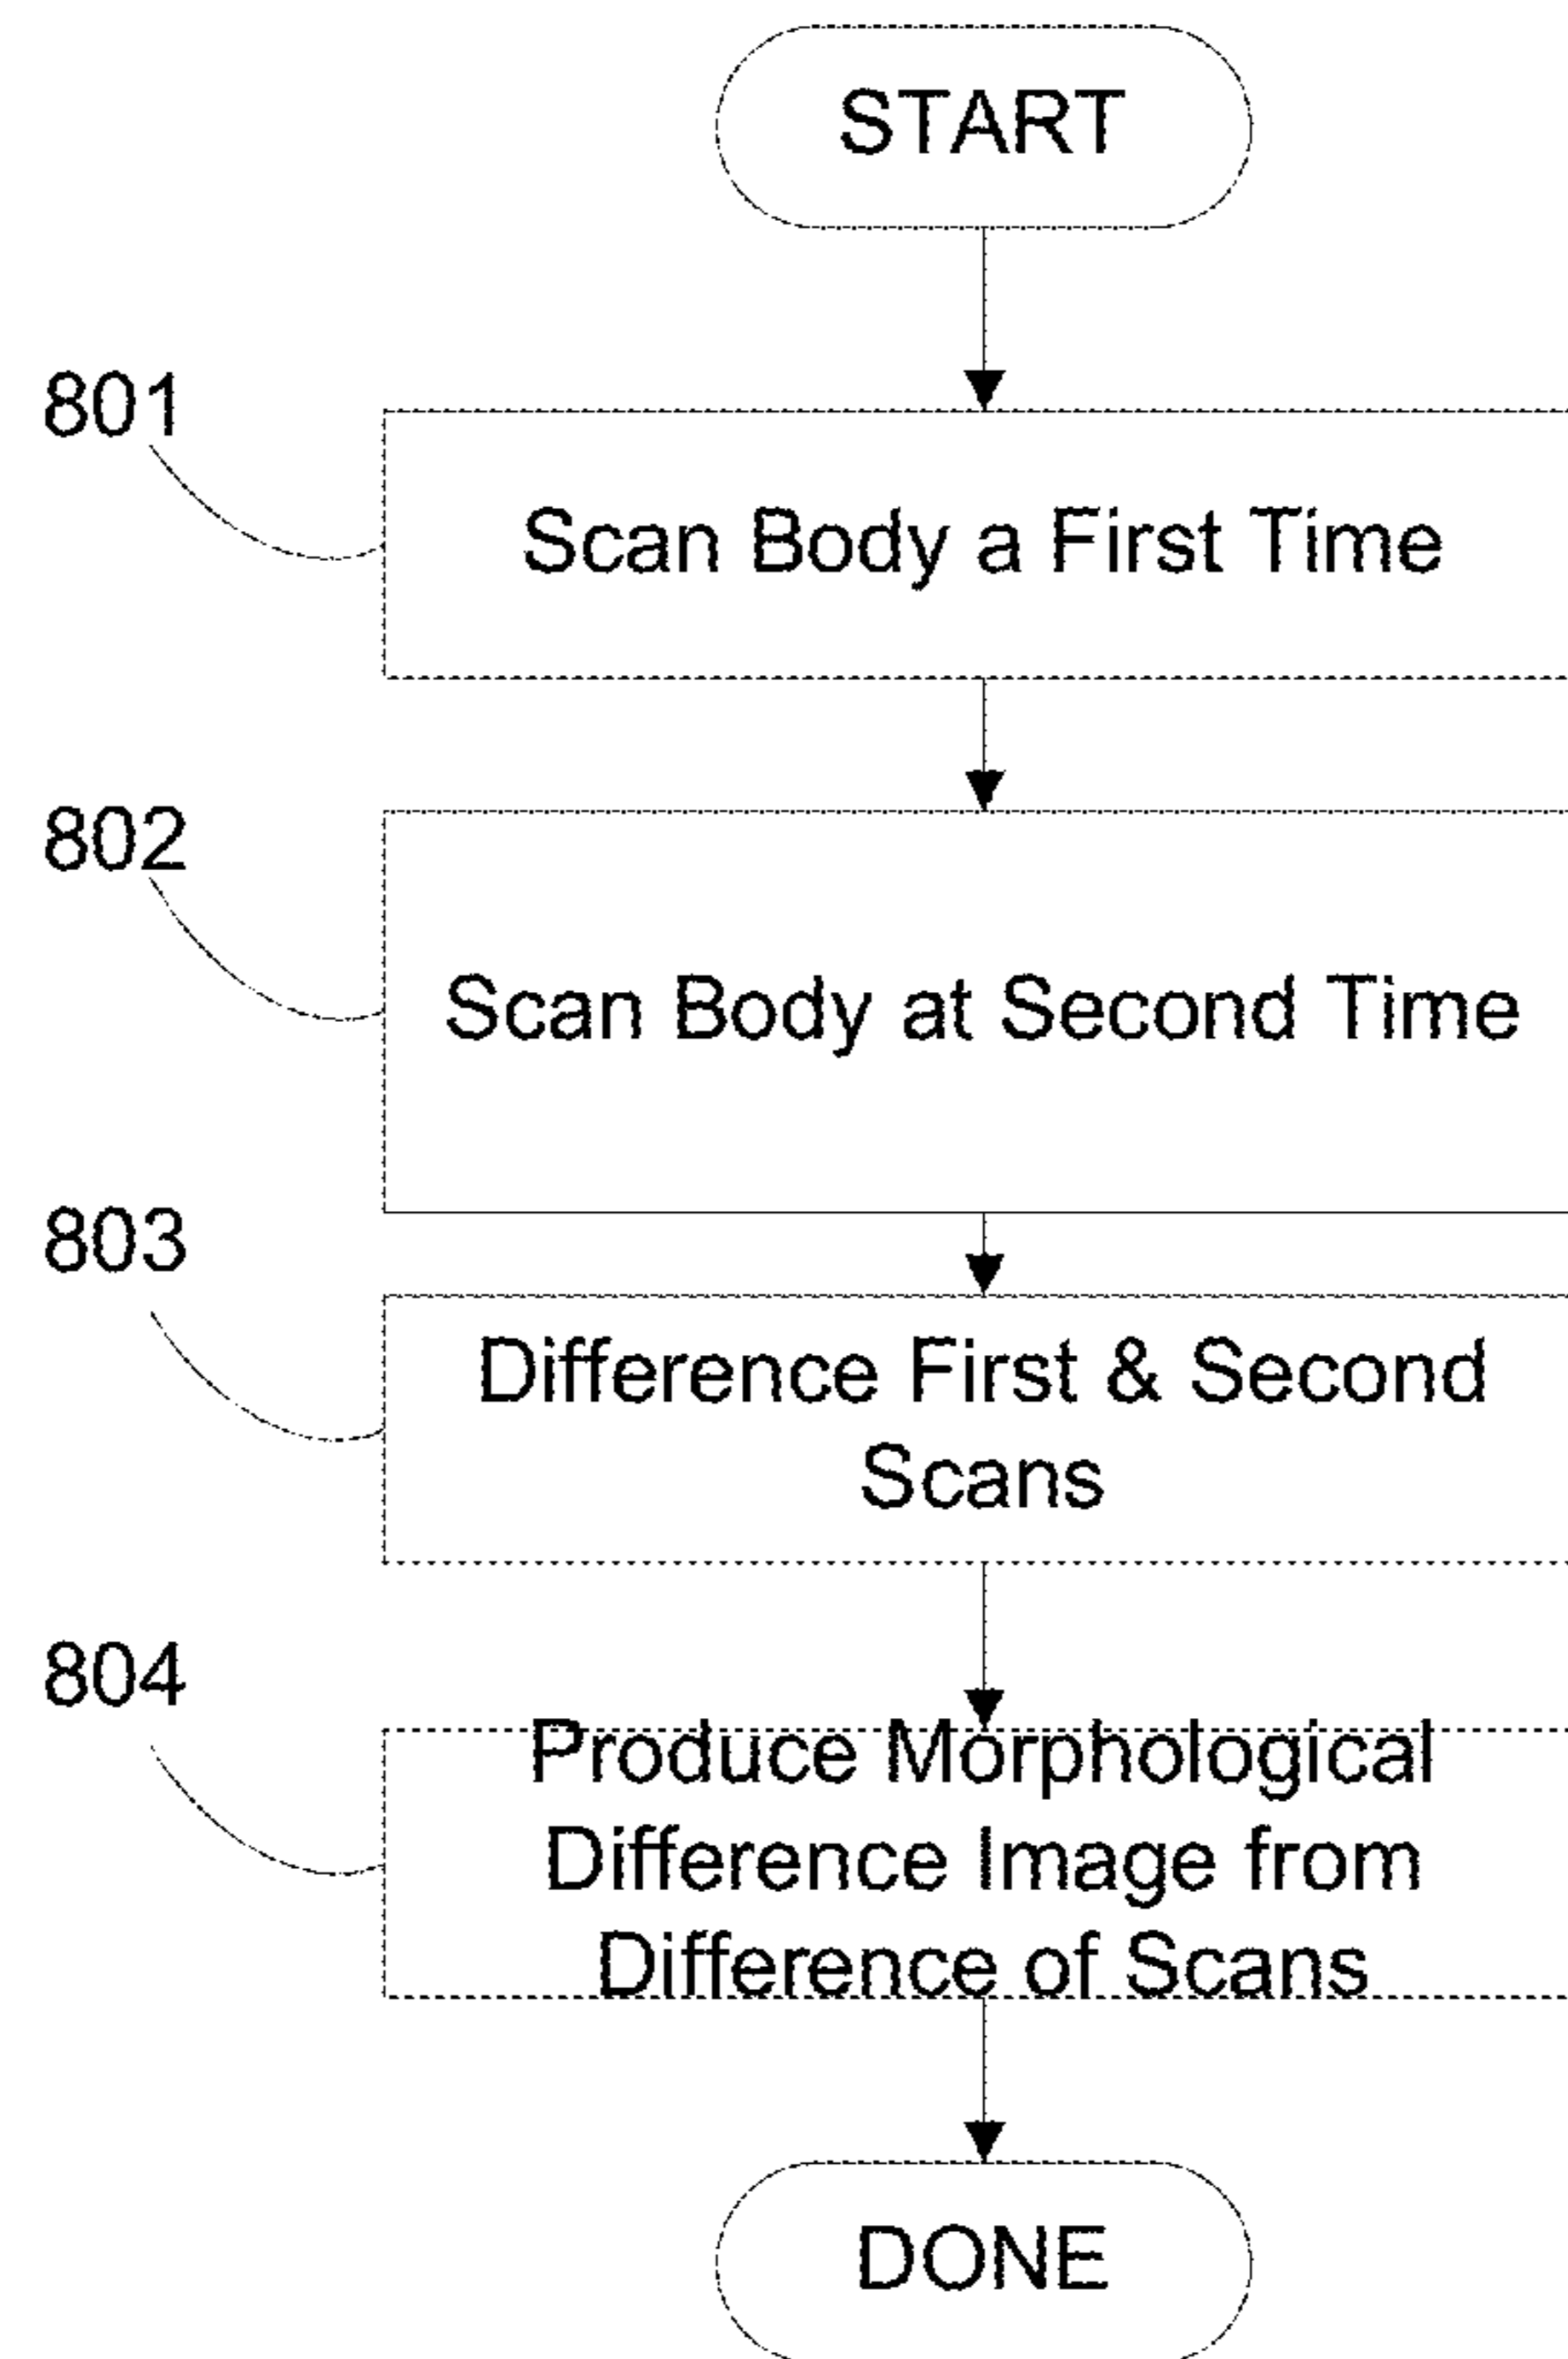 START
801
Scan Body a First Time
802
Scan Body at Second Time
803
Difference First & Second
Scans
804
Produce Morphological
Difference Image from
Difference of Scans
DONE